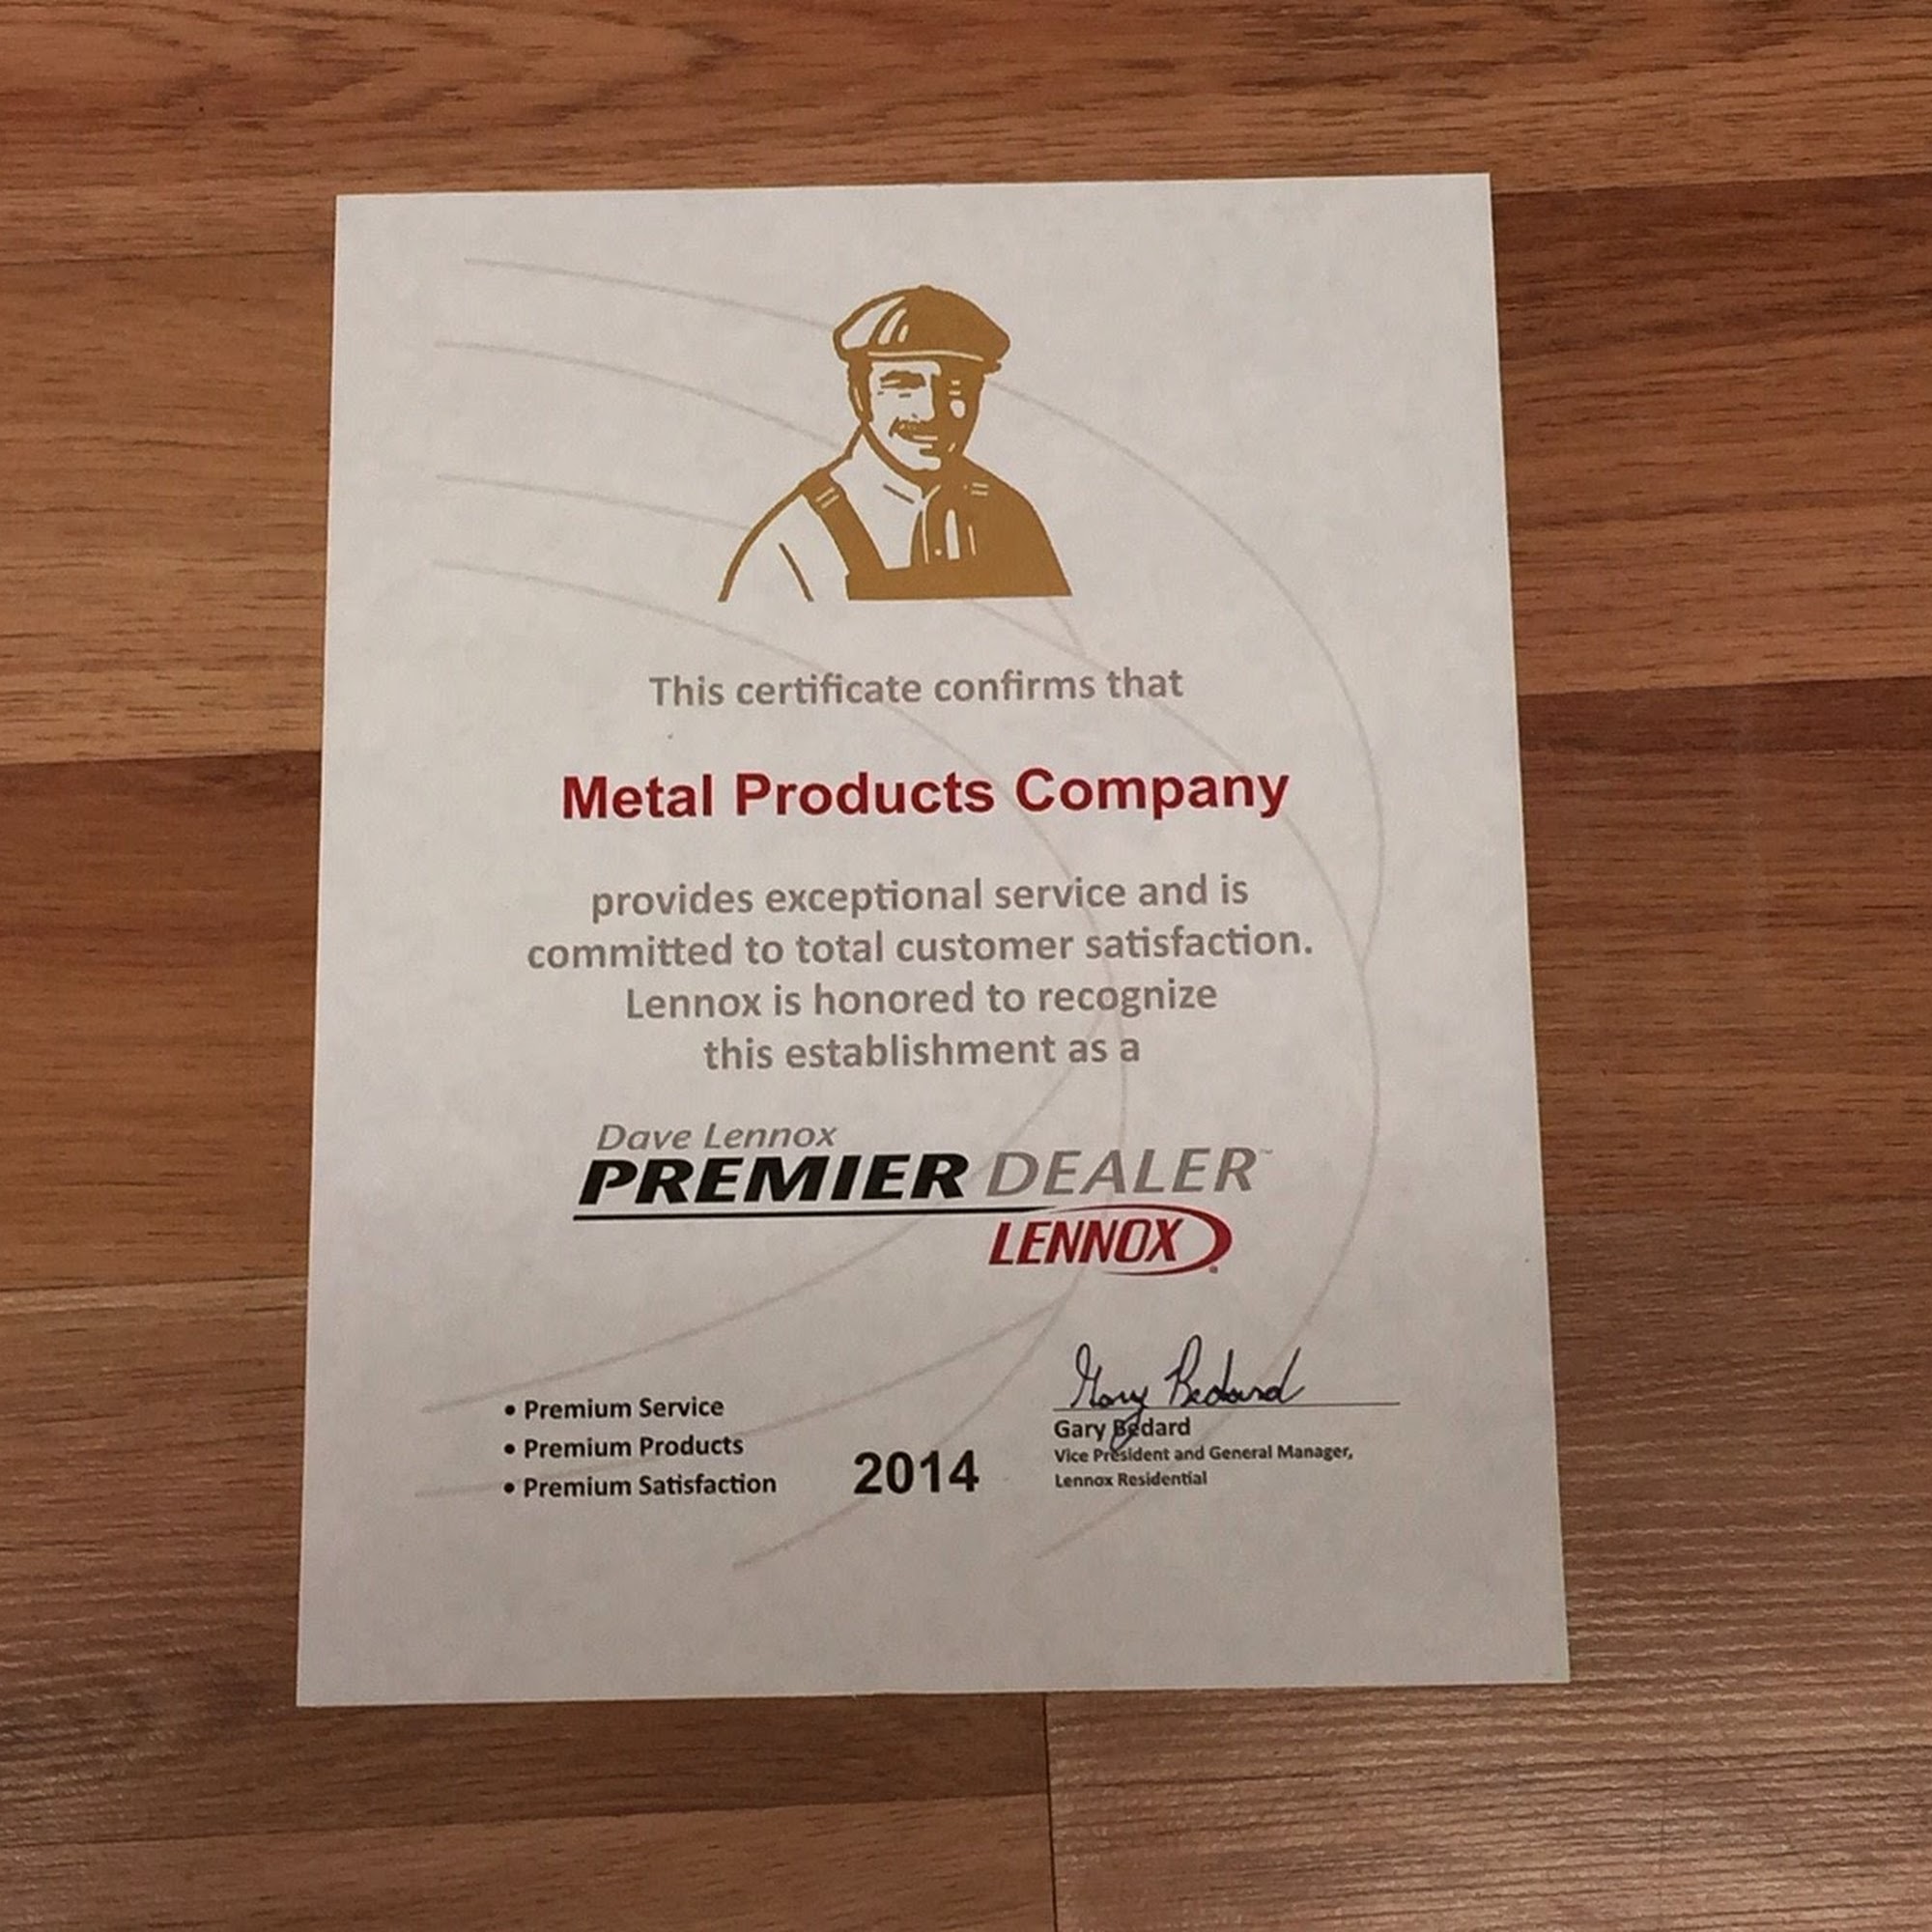 This certificate confirms that
Metal Products Company
provides exceptional service and is
committed to total customer satisfaction.
Lennox is honored to recognize
this establishment as a
Dave Lennox
PREMIER DEALER™
LENNOX
• Premium Service
• Premium Products
• Premium Satisfaction
2014
Gary Bedard
Gary Bedard
Vice President and General Manager,
Lennox Residential